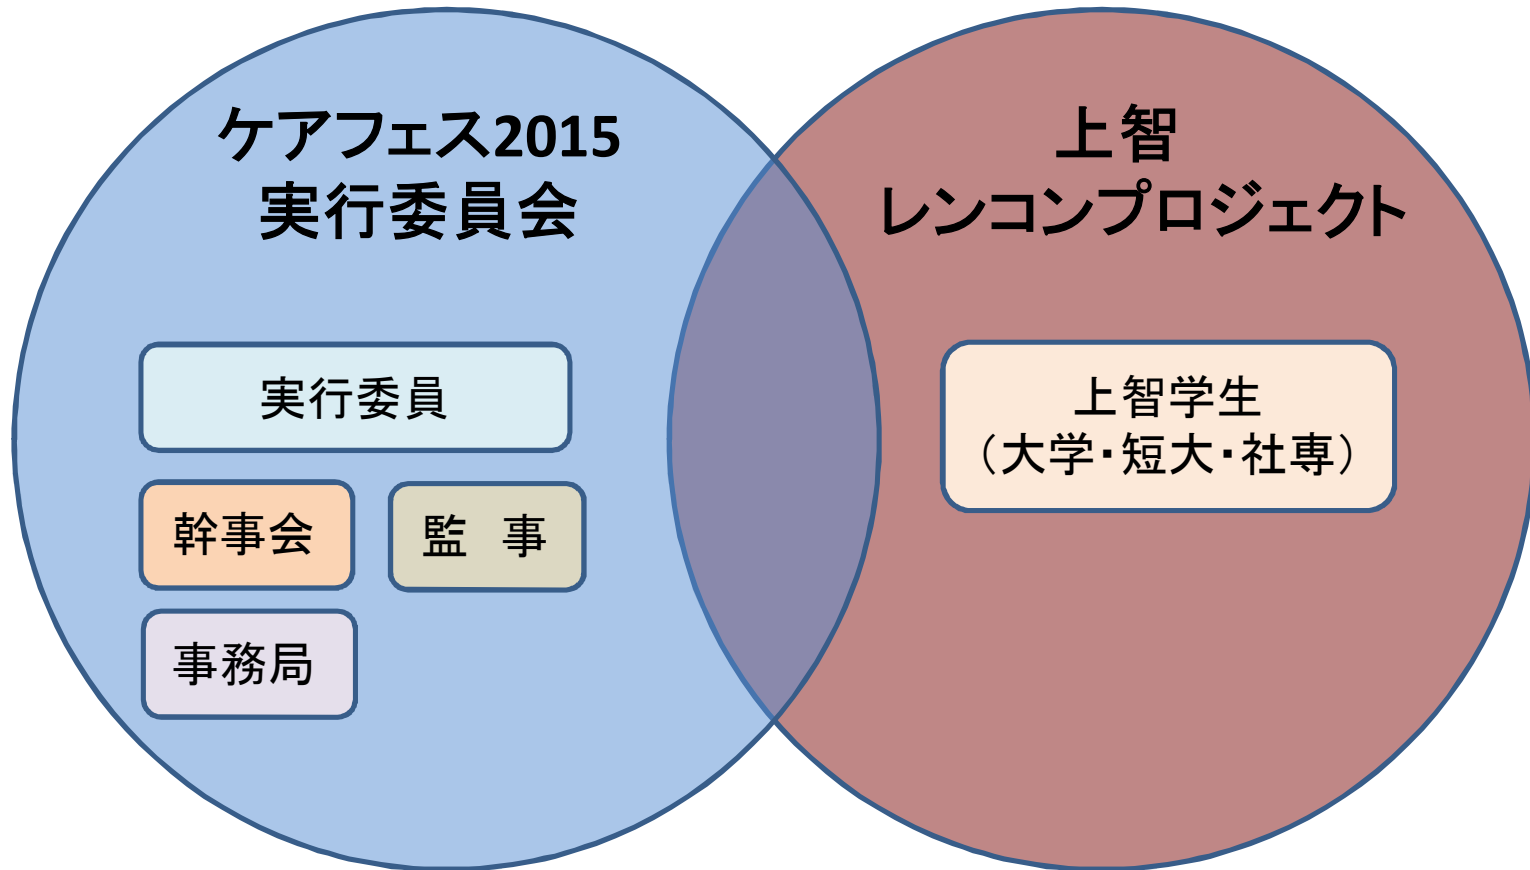 ケアフェス2015
実行委員会
実行委員
幹事会
監　事
事務局
上智
レンコンプロジェクト
上智学生
（大学・短大・社専）